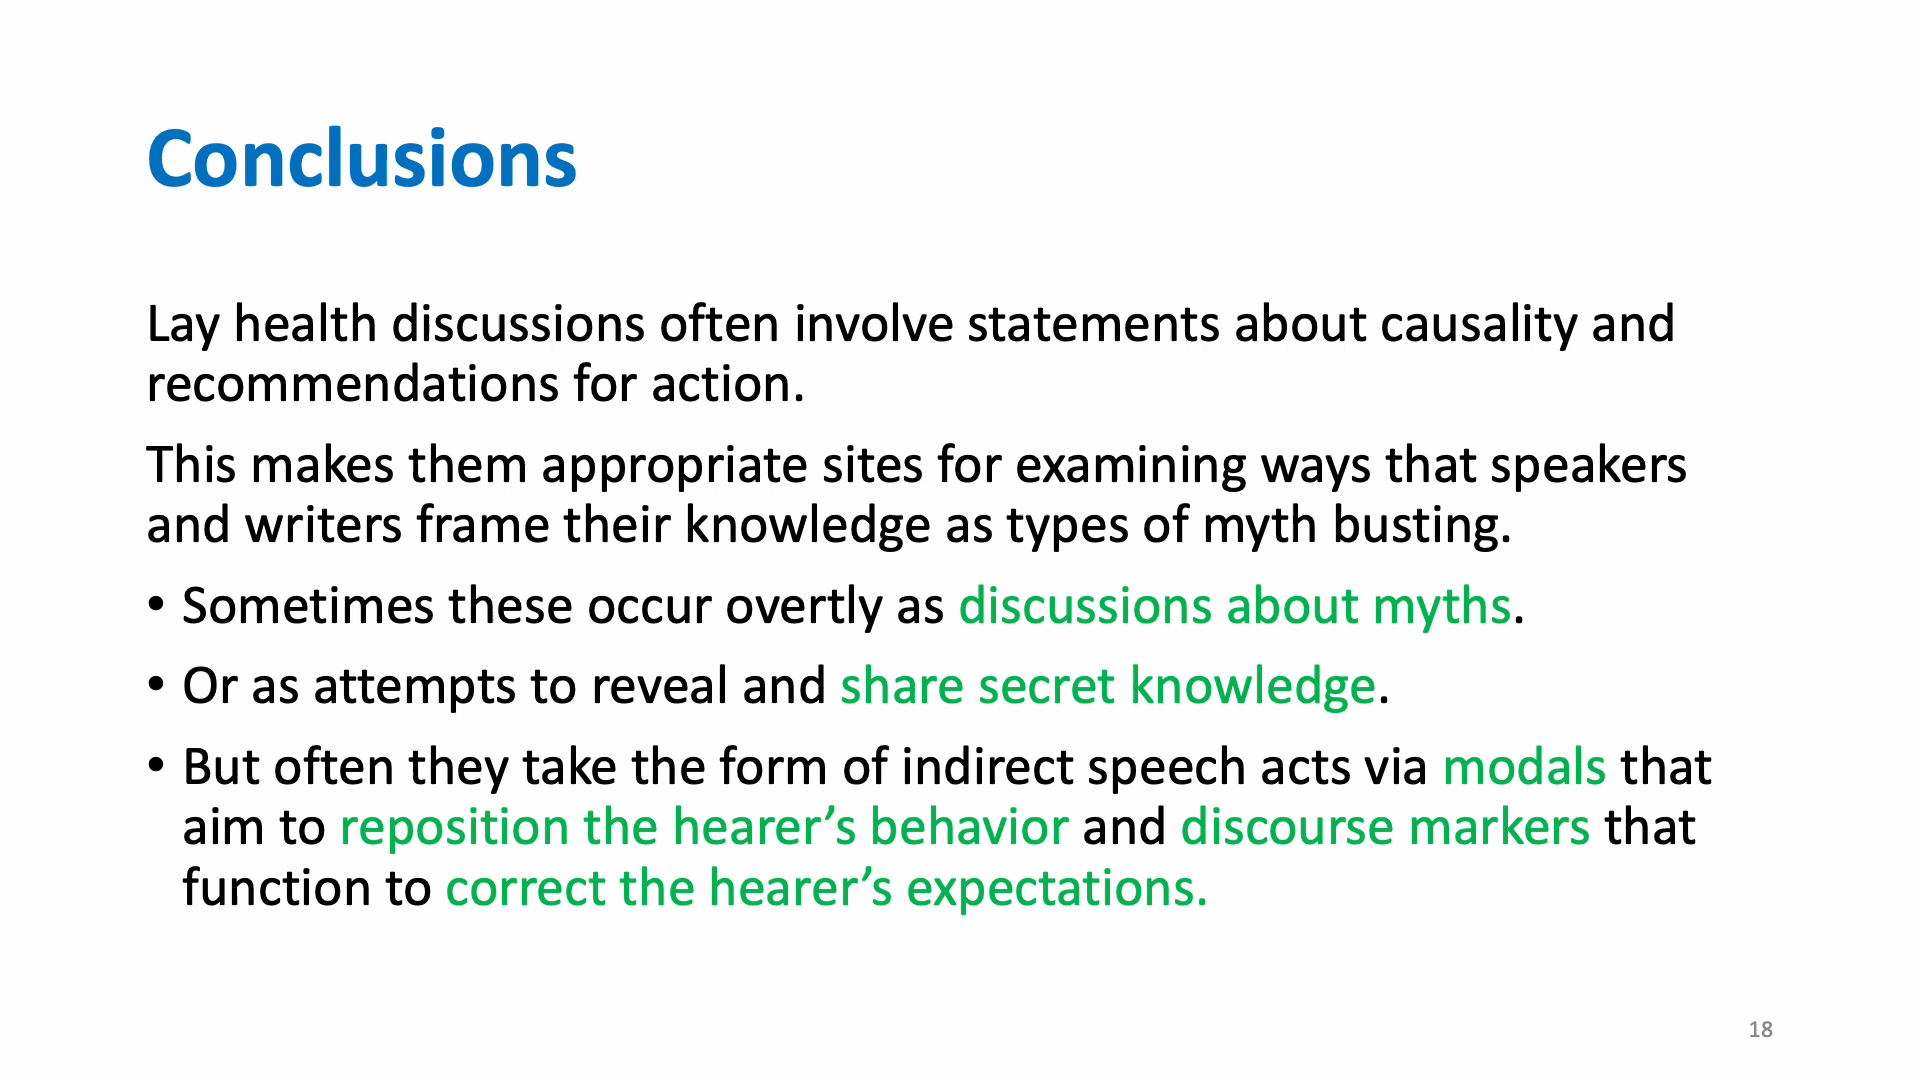 Conclusions
Lay health discussions often involve statements about causality and
recommendations for action.
This makes them appropriate sites for examining ways that speakers
and writers frame their knowledge as types of myth busting.
• Sometimes these occur overtly as discussions about myths.
• Or as attempts to reveal and share secret knowledge.
• But often they take the form of indirect speech acts via modals that
aim to reposition the hearer’s behavior and discourse markers that
function to correct the hearer’s expectations.
18